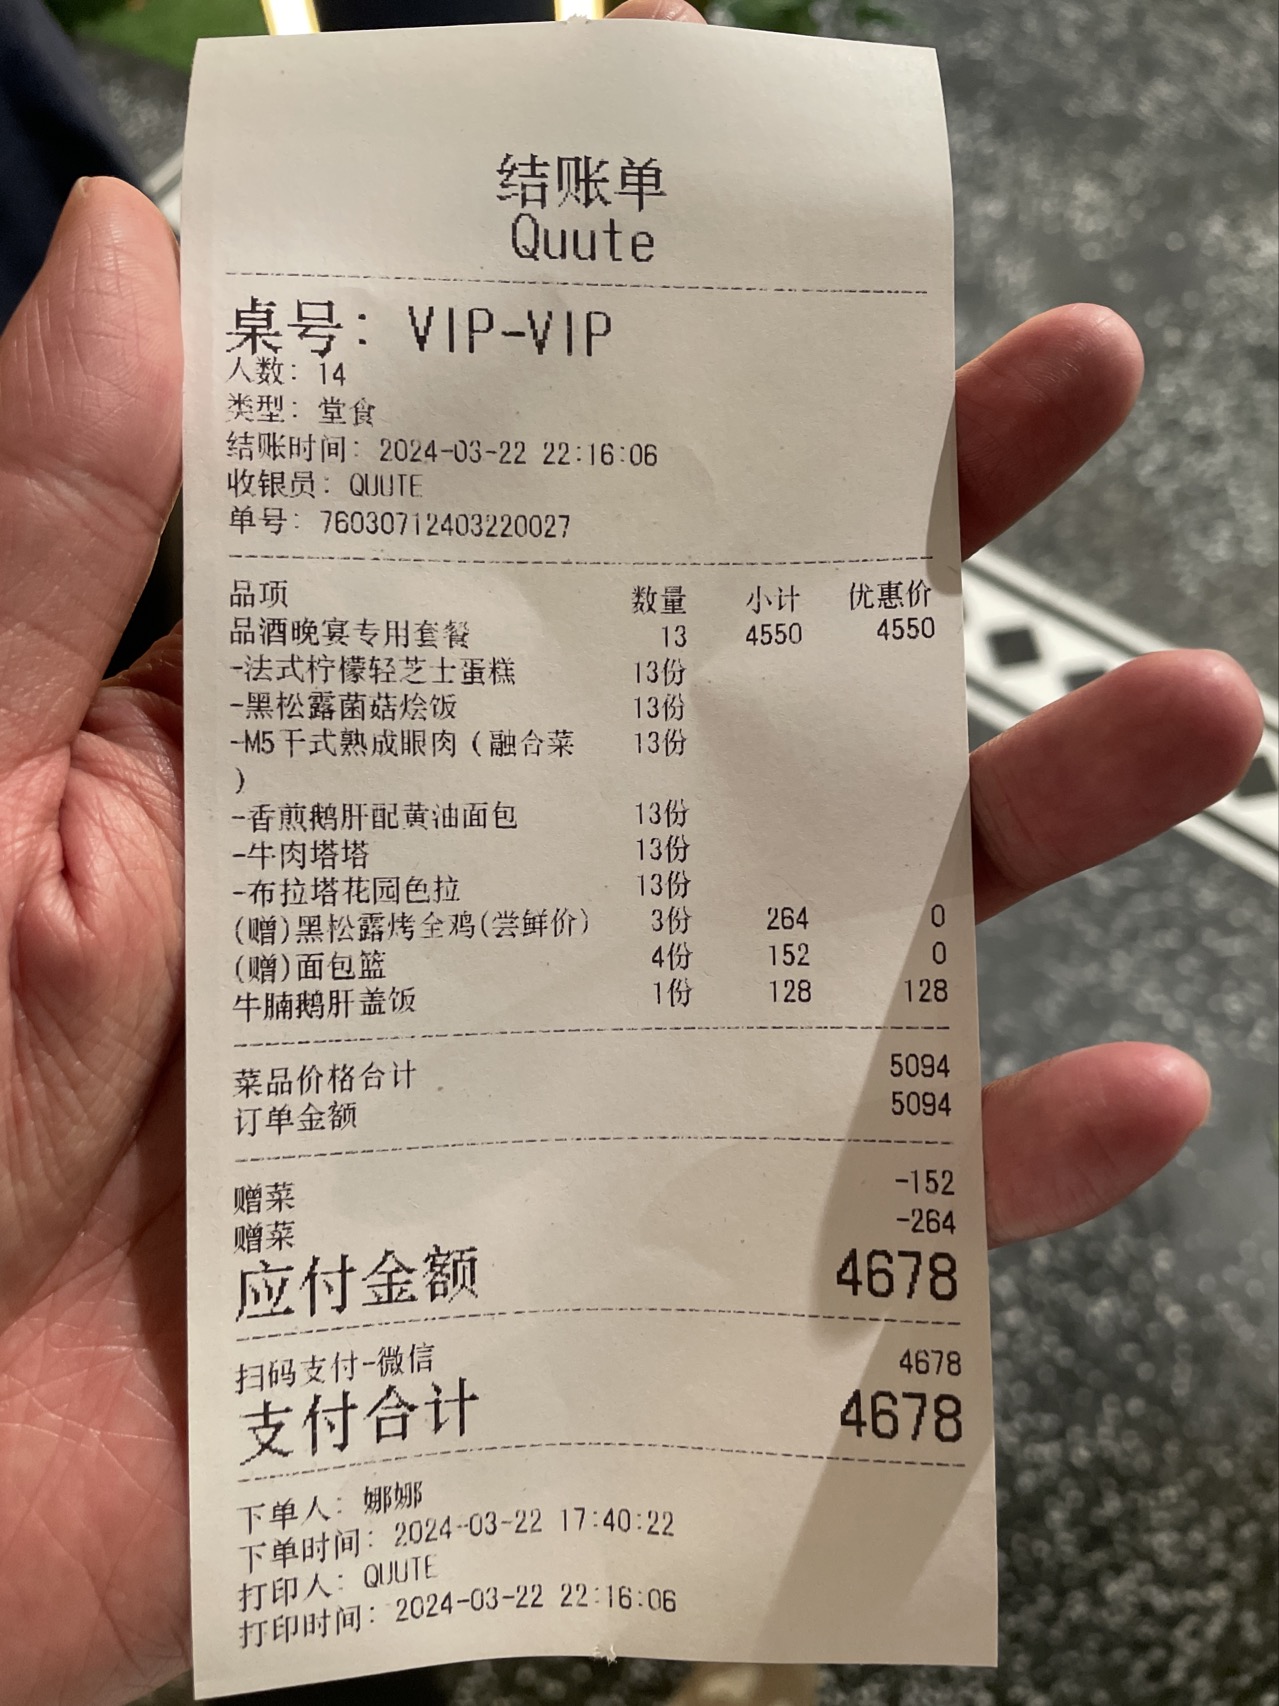 结账单
Quute
桌号: VIP-VIP
人数: 14
类型: 堂食
结账时间: 2024-03-22 22:16:06
收银员: QUUTE
单号: 76030712403220027
品项 数量 小计 优惠价
品酒晚宴专用套餐 13 4550 4550
-法式柠檬轻芝士蛋糕 13份
-黑松露菌菇烩饭 13份
-M5干式熟成眼肉（融合菜 13份
）
-香煎鹅肝配黄油面包 13份
-牛肉塔塔 13份
-布拉塔花园色拉 13份
(赠)黑松露烤全鸡(尝鲜价) 3份 264 0
(赠)面包篮 4份 152 0
牛腩鹅肝盖饭 1份 128 128
菜品价格合计 5094
订单金额 5094
赠菜 -152
赠菜 -264
应付金额 4678
扫码支付-微信 4678
支付合计 4678
下单人: 娜娜
下单时间: 2024-03-22 17:40:22
打印人: QUUTE
打印时间: 2024-03-22 22:16:06